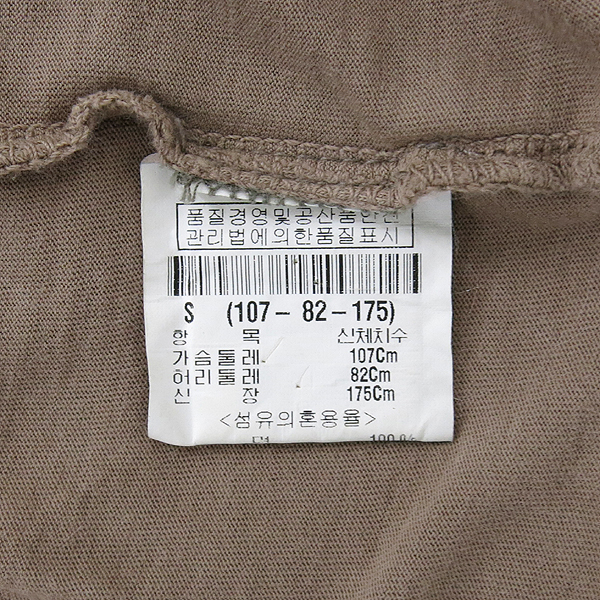 품질경영및공산품안전
관리법에의한품질표시
S (107-82-175)
항 목 신체치수
가슴둘레 107Cm
허리둘레 82Cm
신 장 175Cm
<섬유의혼용율>
면 100%